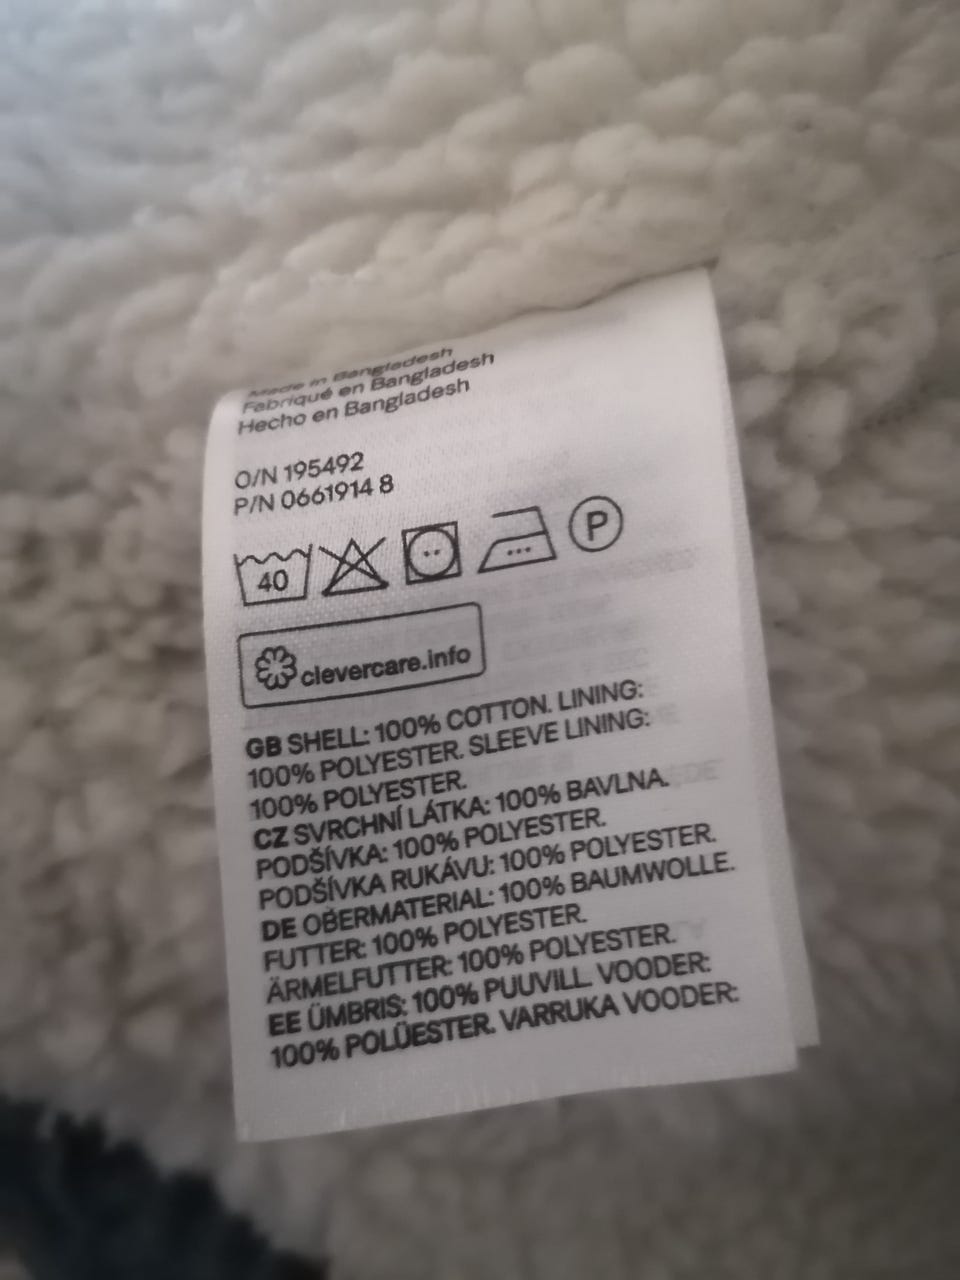 Made in Bangladesh
Fabriqué en Bangladesh
Hecho en Bangladesh
O/N 195492
P/N 0661914 8
40
P
clevercare.info
GB SHELL: 100% COTTON. LINING:
100% POLYESTER. SLEEVE LINING:
100% POLYESTER.
CZ SVRCHNÍ LÁTKA: 100% BAVLNA.
PODŠÍVKA: 100% POLYESTER.
PODŠÍVKA RUKÁVU: 100% POLYESTER.
DE OBERMATERIAL: 100% BAUMWOLLE.
FUTTER: 100% POLYESTER.
ÄRMELFUTTER: 100% POLYESTER.
EE ÜMBRIS: 100% PUUVILL. VOODER:
100% POLÜESTER. VARRUKA VOODER: